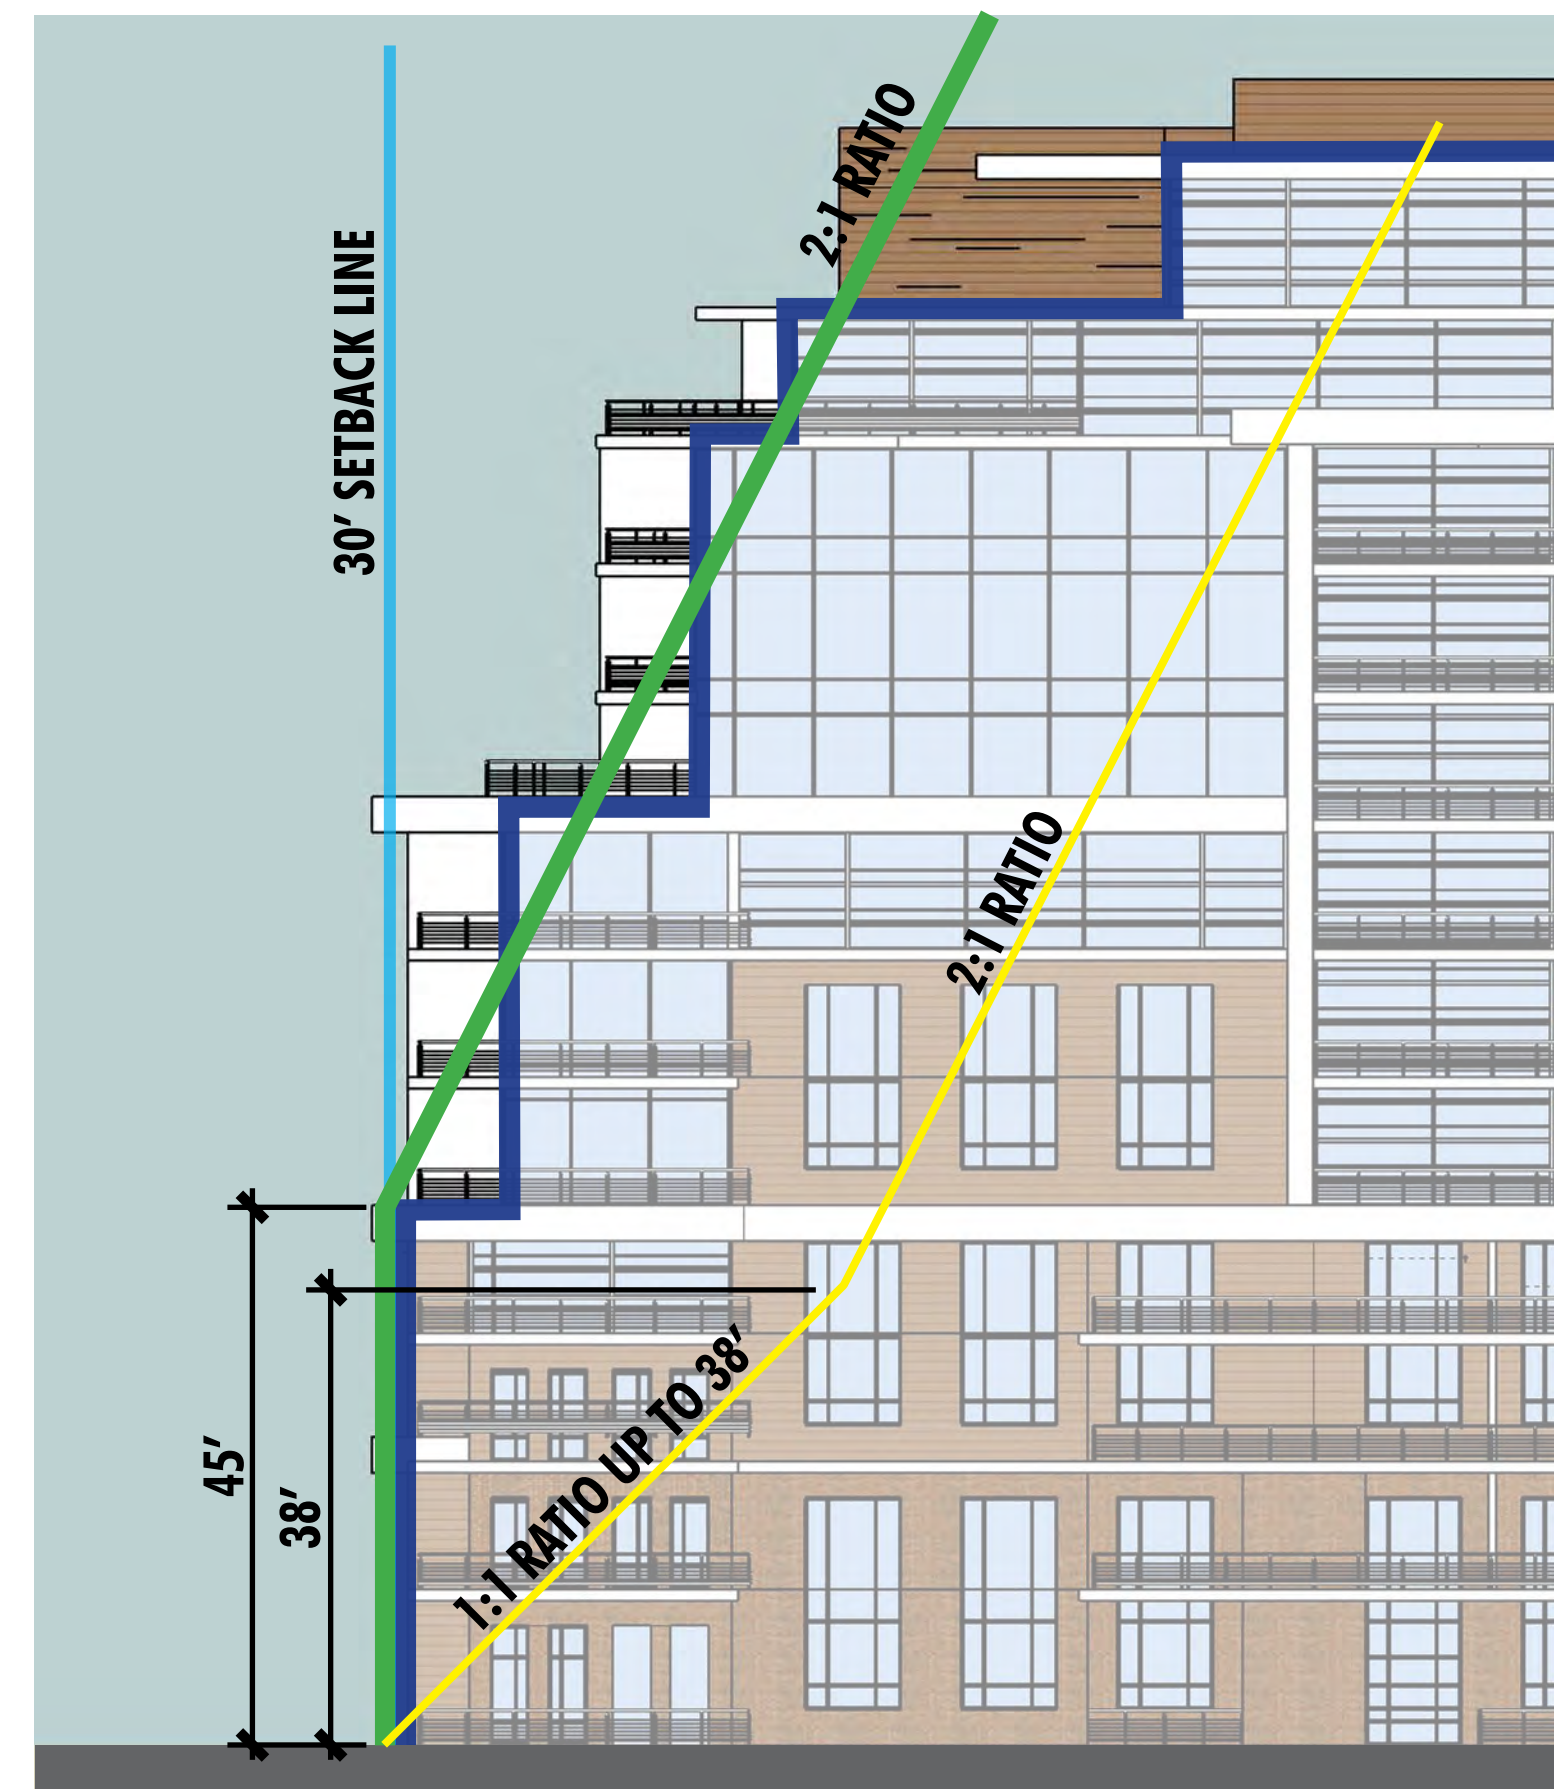 2:1 RATIO
30′ SETBACK LINE
2:1 RATIO
1:1 RATIO UP TO 38′
45′
38′